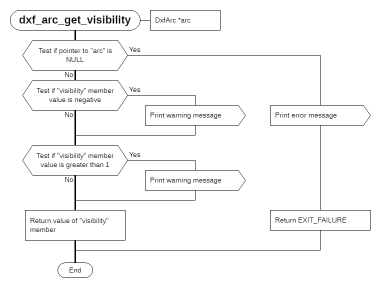 dxf_arc_get_visibility
DxfArc *arc
Test if pointer to "arc" is
NULL
Yes
No
Test if "visibility" member
value is negative
Yes
No
Print warning message
Print error message
Test if "visibility" member
value is greater than 1
Yes
No
Print warning message
Return value of "visibility"
member
Return EXIT_FAILURE
End